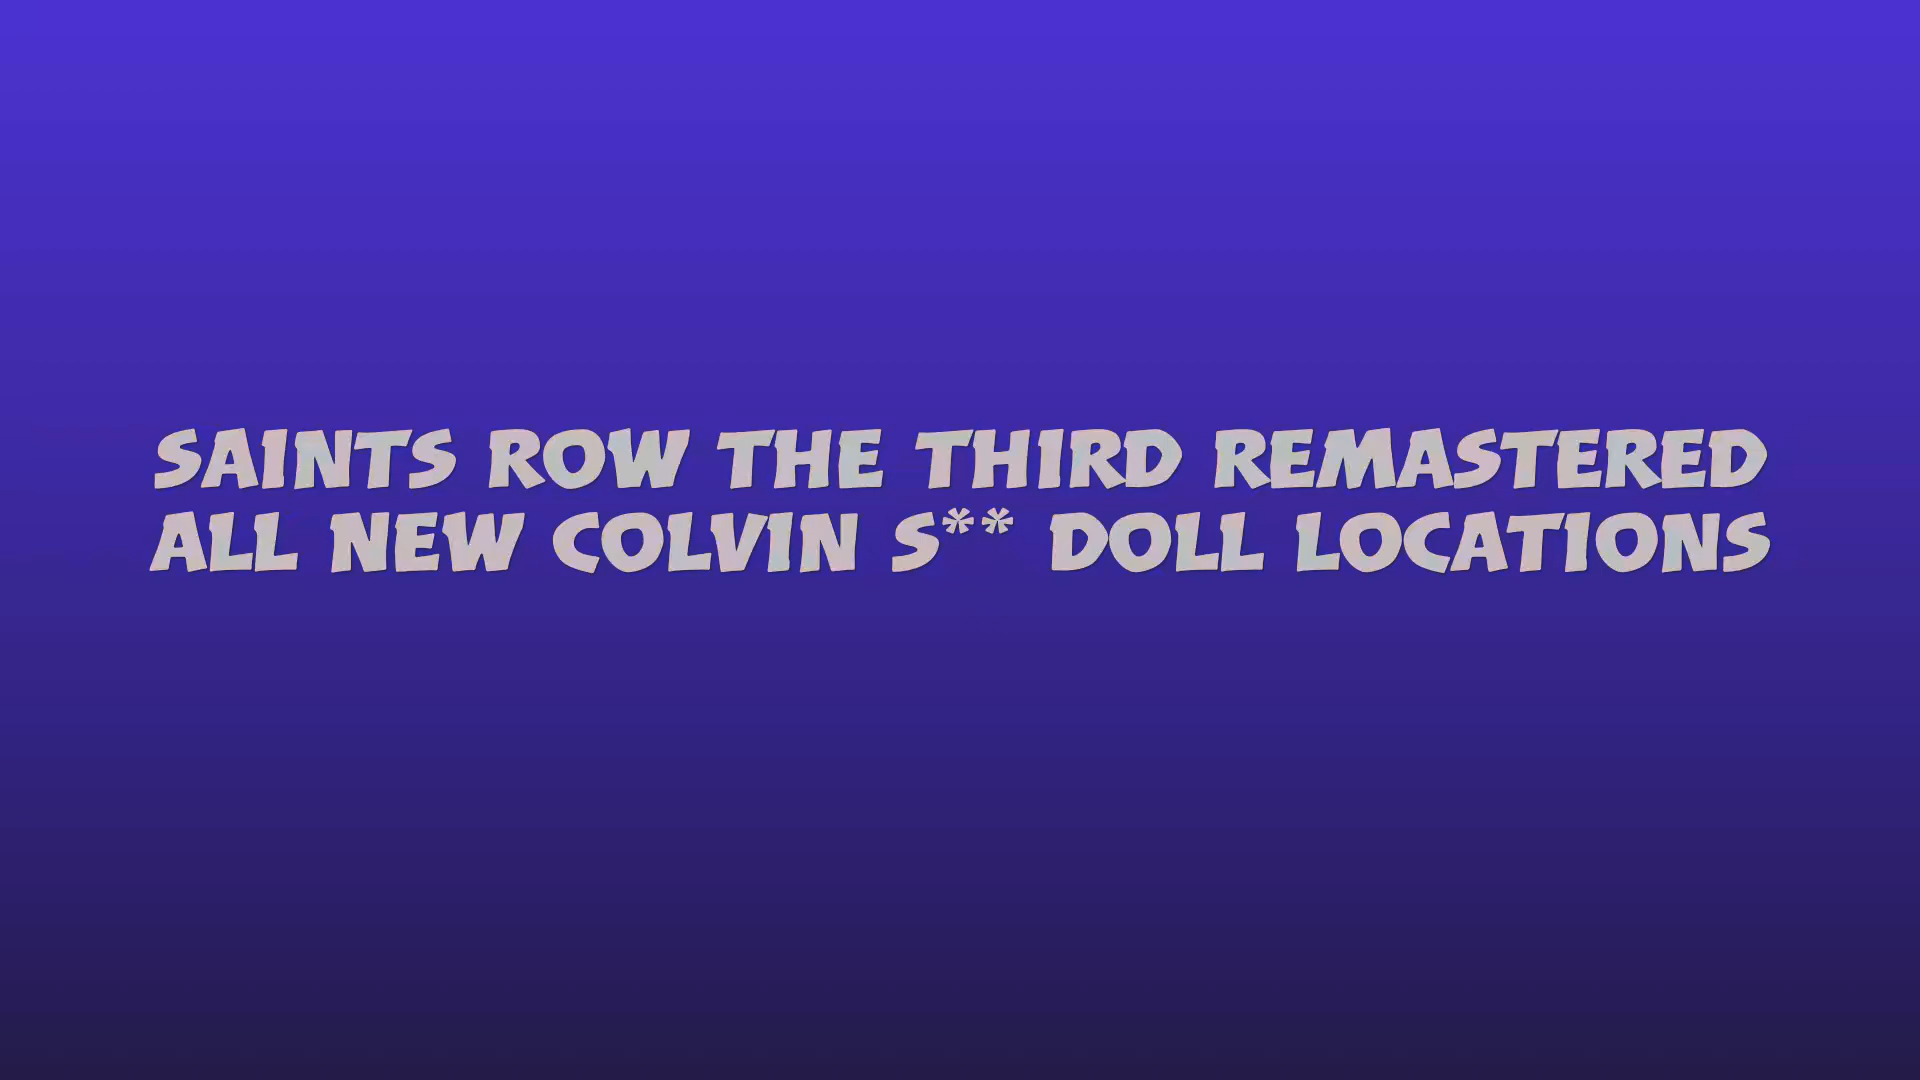 SAINTS ROW THE THIRD REMASTERED
ALL NEW COLVIN S** DOLL LOCATIONS